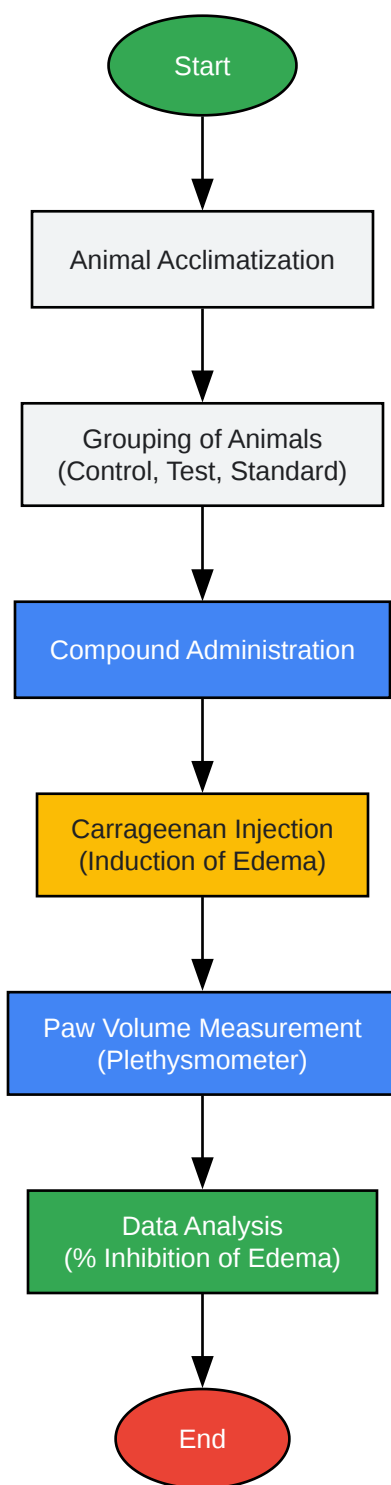 Start
Animal Acclimatization
Grouping of Animals
(Control, Test, Standard)
Compound Administration
Carrageenan Injection
(Induction of Edema)
Paw Volume Measurement
(Plethysmometer)
Data Analysis
(% Inhibition of Edema)
End